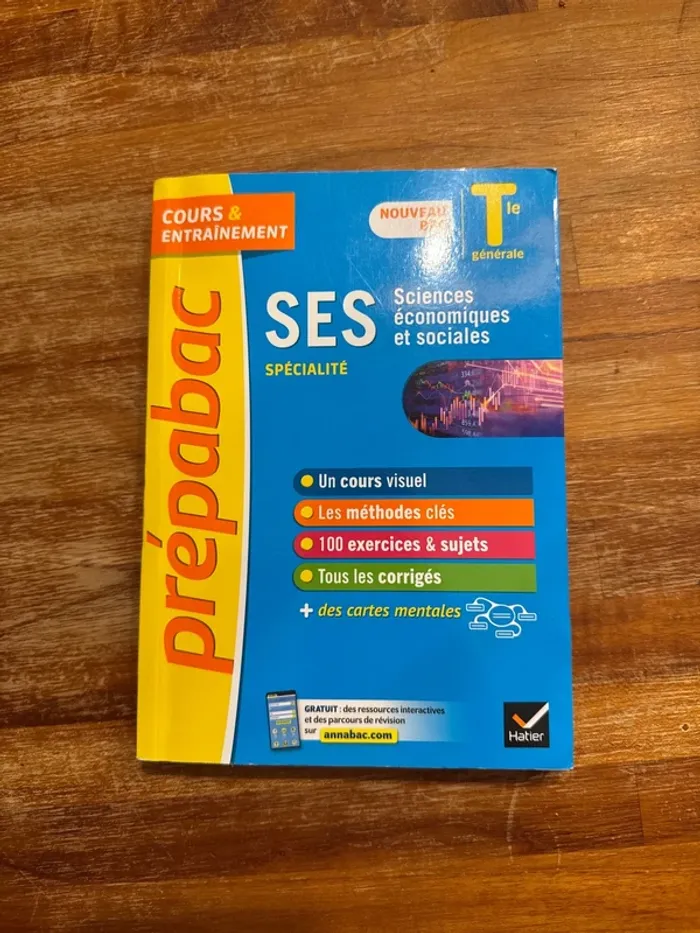 COURS &
ENTRAÎNEMENT
NOUVEAU
BAC
Tle
générale
prépabac
SES
Sciences
économiques
et sociales
SPÉCIALITÉ
Un cours visuel
Les méthodes clés
100 exercices & sujets
Tous les corrigés
+ des cartes mentales
GRATUIT : des ressources interactives
et des parcours de révision
sur annabac.com
Hatier